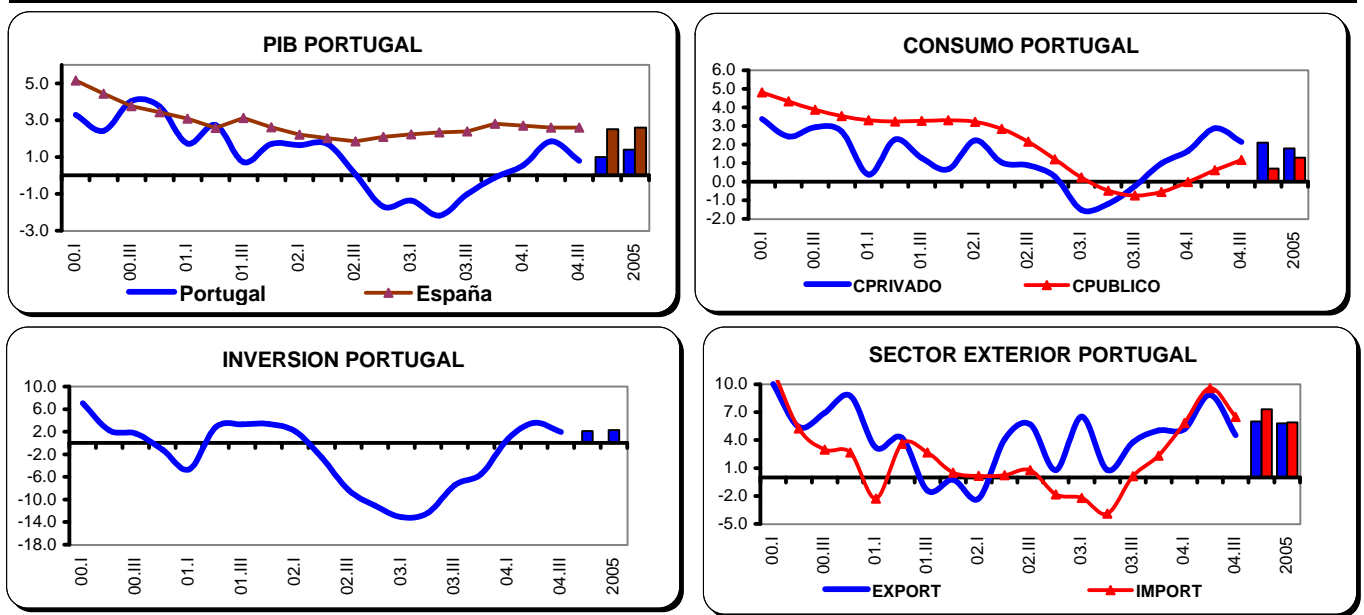 PIB PORTUGAL
5.0
3.0
1.0
-1.0
-3.0
00.I
00.III
01.I
01.III
02.I
02.III
03.I
03.III
04.I
04.III
2005
Portugal
España
CONSUMO PORTUGAL
6.0
5.0
4.0
3.0
2.0
1.0
0.0
-1.0
-2.0
00.I
00.III
01.I
01.III
02.I
02.III
03.I
03.III
04.I
04.III
2005
CPRIVADO
CPUBLICO
INVERSION PORTUGAL
10.0
6.0
2.0
-2.0
-6.0
-10.0
-14.0
-18.0
00.I
00.III
01.I
01.III
02.I
02.III
03.I
03.III
04.I
04.III
2005
SECTOR EXTERIOR PORTUGAL
10.0
7.0
4.0
1.0
-2.0
-5.0
00.I
00.III
01.I
01.III
02.I
02.III
03.I
03.III
04.I
04.III
2005
EXPORT
IMPORT